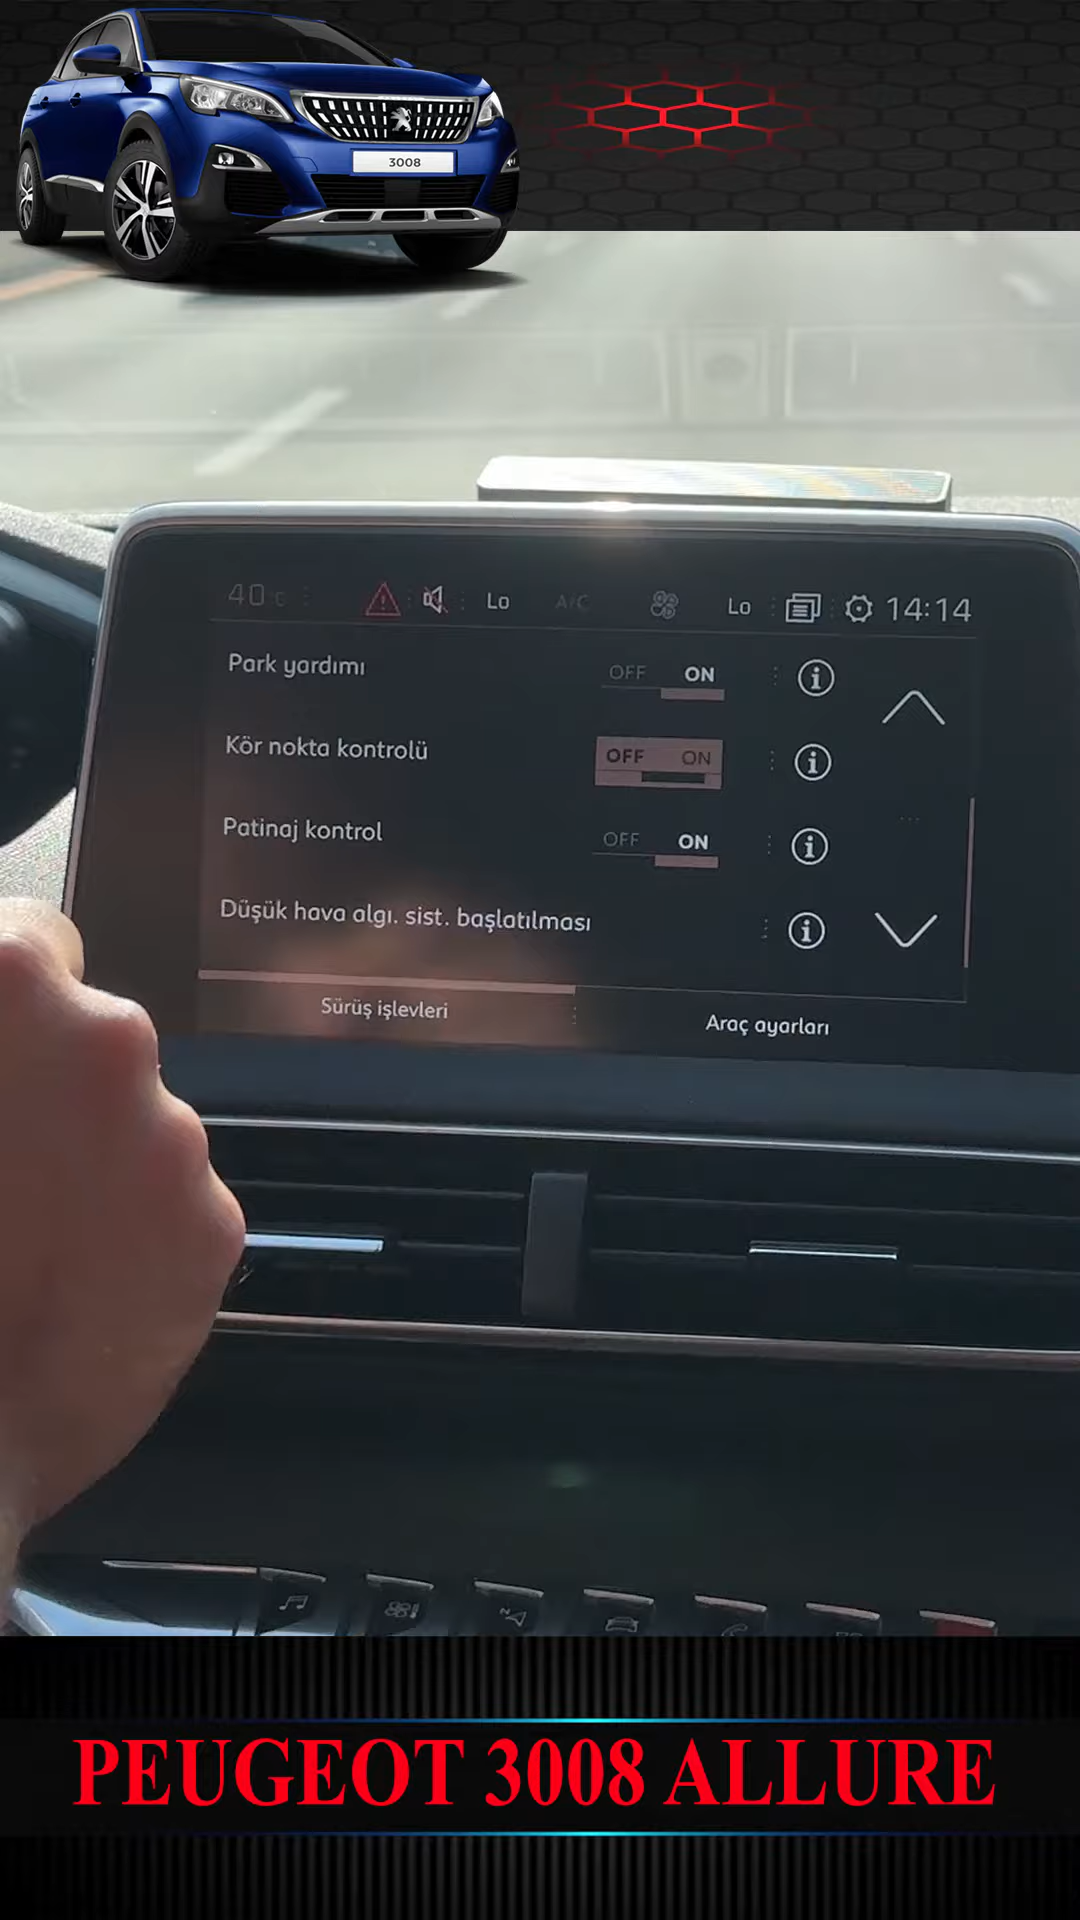 3008
40 °C Lo A/C Lo 14:14
Park yardımı OFF ON
Kör nokta kontrolü OFF ON
Patinaj kontrol OFF ON
Düşük hava algı. sist. başlatılması
Sürüş işlevleri Araç ayarları
PEUGEOT 3008 ALLURE